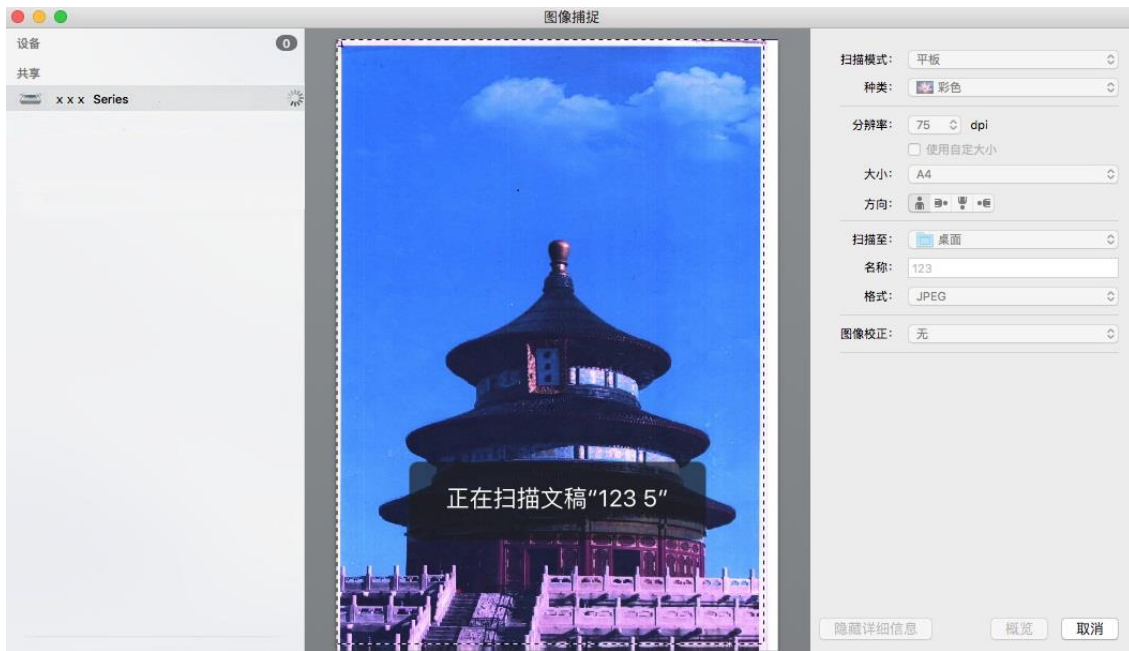 图像捕捉
设备
0
共享
x x x Series
正在扫描文稿“123 5”
扫描模式: 平板
种类: 彩色
分辨率: 75 dpi
使用自定大小
大小: A4
方向:
扫描至: 桌面
名称: 123
格式: JPEG
图像校正: 无
隐藏详细信息 概览 取消